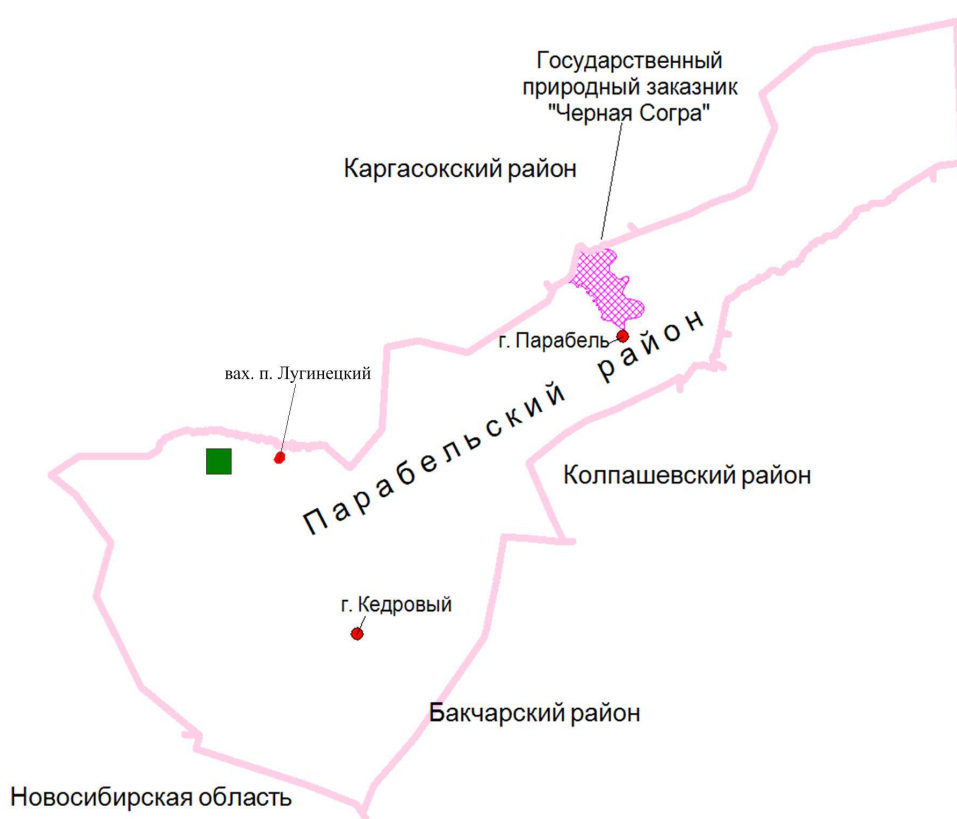 Государственный
природный заказник
"Черная Согра"
Каргасокский район
г. Парабель
вах. п. Лугинецкий
Парабельский район
Колпашевский район
г. Кедровый
Бакчарский район
Новосибирская область